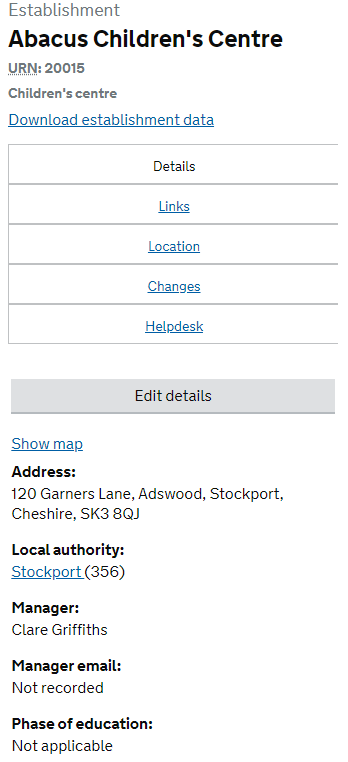 Establishment
Abacus Children's Centre
URN: 20015
Children's centre
Download establishment data
Details
Links
Location
Changes
Helpdesk
Edit details
Show map
Address:
120 Garners Lane, Adswood, Stockport,
Cheshire, SK3 8QJ
Local authority:
Stockport (356)
Manager:
Clare Griffiths
Manager email:
Not recorded
Phase of education:
Not applicable